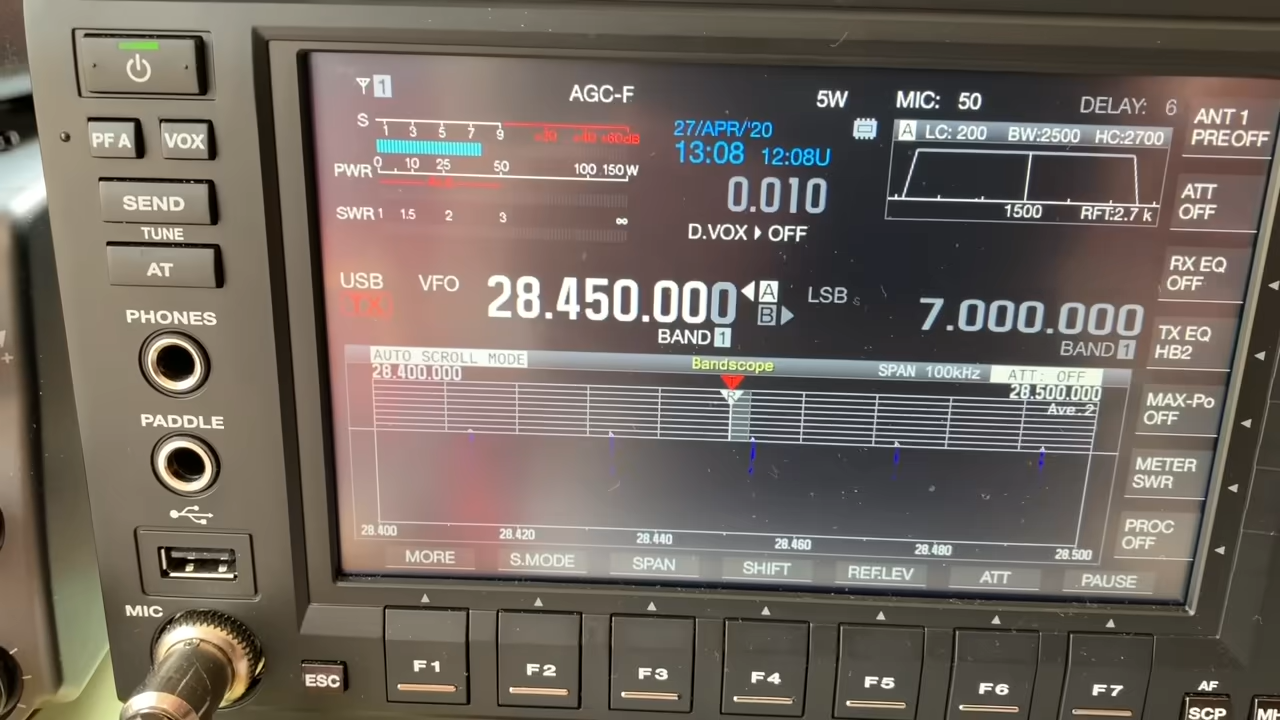 PF A
VOX
SEND
TUNE
AT
PHONES
PADDLE
MIC
ESC
1
AGC-F
5W
MIC: 50
DELAY: 6
S
1 3 5 7 9
+60dB
PWR
0 10 25 50 100 150W
SWR 1 1.5 2 3 ∞
27/APR/'20
13:08 12:08U
0.010
D.VOX OFF
A LC: 200 BW:2500 HC:2700
1500 RFT:2.7 k
USB
TX
VFO
28.450.000
A
B
BAND 1
LSB
7.000.000
BAND 1
AUTO SCROLL MODE
Bandscope
SPAN 100kHz
ATT: OFF
28.400.000
28.500.000
Ave.2
T
R
28.400 28.420 28.440 28.460 28.480 28.500
MORE S.MODE SPAN SHIFT REF.LEV ATT PAUSE
ANT 1
PREOFF
ATT
OFF
RX EQ
OFF
TX EQ
HB2
MAX-Po
OFF
METER
SWR
PROC
OFF
F1 F2 F3 F4 F5 F6 F7
AF
SCP